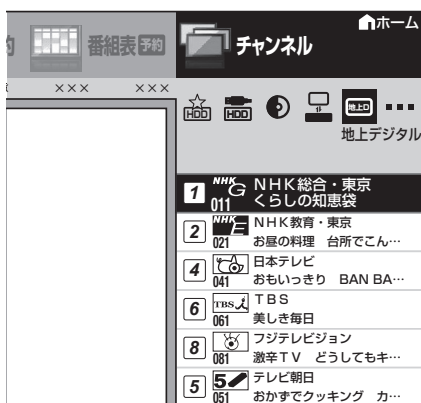 約 番組表 予約 チャンネル ホーム
××× ×××
HDD HDD 地上D
地上デジタル
1 NHK G 011 NHK総合・東京
くらしの知恵袋
2 NHK E 021 NHK教育・東京
お昼の料理 台所でこん…
4 041 日本テレビ
おもいっきり BAN BA…
6 TBS 061 TBS
美しき毎日
8 081 フジテレビジョン
激辛TV どうしてもキ…
5 5 051 テレビ朝日
おかずでクッキング カ…